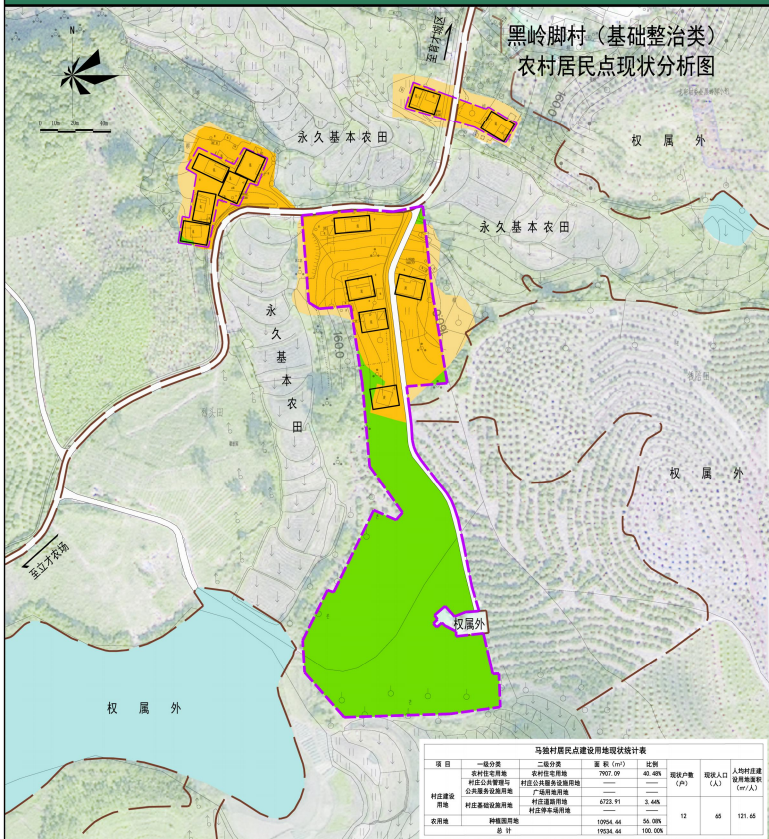 黑岭脚村（基础整治类）
农村居民点现状分析图
N
至育才城区
0 10m 20m 40m
永久基本农田
权属外
永久基本农田
1600
永久基本农田
权属外
至立才农场
权属外
权属外
马独村居民点建设用地现状统计表
项目 一级分类 二级分类 面积（m²） 比例 现状户数（户） 现状人口（人） 人均村庄建设用地面积（m²/人）
村庄建设用地 农村住宅用地 农村住宅用地 7907.09 40.48% 12 65 121.65
村庄公共管理与公共服务设施用地 村庄公共服务设施用地 —— ——
广场用地用地 —— ——
村庄基础设施用地 村庄道路用地 6723.91 3.44%
村庄停车场用地 —— ——
农用地 种植园用地 10954.44 56.08%
总计 19534.44 100.00%